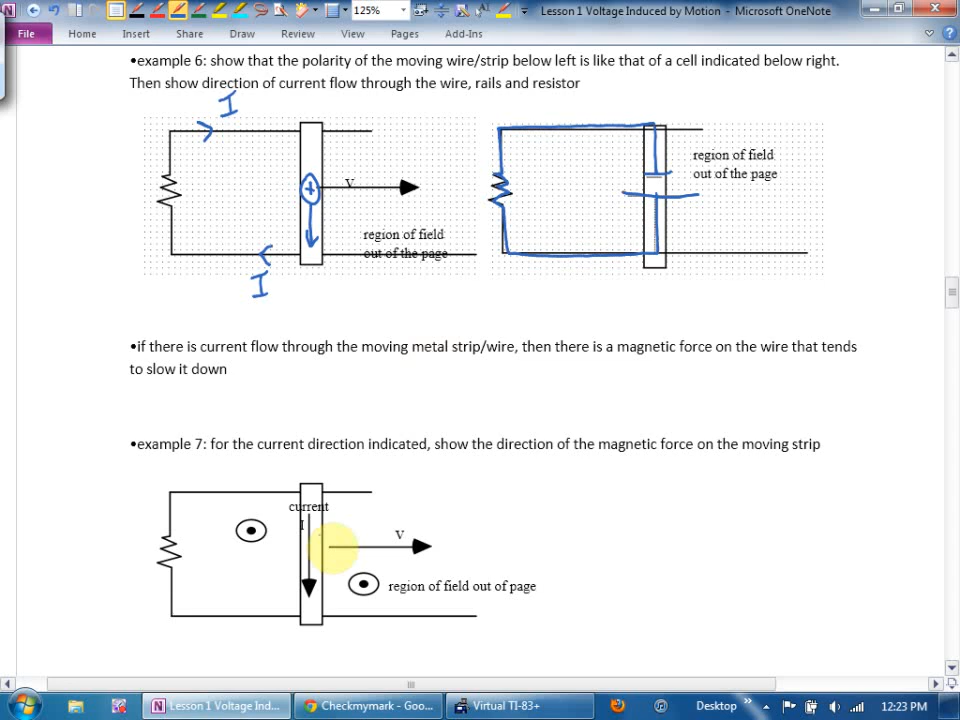 Lesson 1 Voltage Induced by Motion - Microsoft OneNote
125%
File Home Insert Share Draw Review View Pages Add-Ins
•example 6: show that the polarity of the moving wire/strip below left is like that of a cell indicated below right.
Then show direction of current flow through the wire, rails and resistor
I
+
V
region of field
out of the page
I
region of field
out of the page
•if there is current flow through the moving metal strip/wire, then there is a magnetic force on the wire that tends
to slow it down
•example 7: for the current direction indicated, show the direction of the magnetic force on the moving strip
current
I
V
region of field out of page
Lesson 1 Voltage Ind... Checkmymark - Goo... Virtual TI-83+ Desktop » 12:23 PM